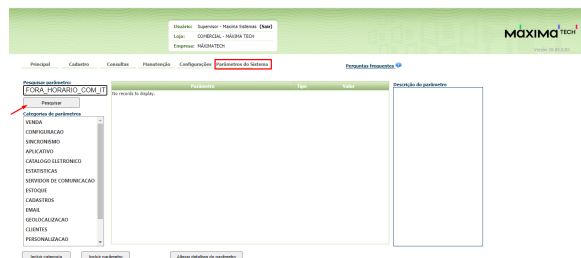 Usuário: Supervisor - Maxima Sistemas (Sair)
Loja: COMERCIAL - MÁXIMA TECH
Empresa: MÁXIMATECH
MÁXIMA TECH
Principal Cadastro Consultas Manutenção Configurações Parâmetros do Sistema Perguntas frequentes
Pesquisar parâmetro:
FORA_HORARIO_COM_IT
Pesquisar
Parâmetro Tipo Valor
No records to display.
Descrição do parâmetro
Categorias de parâmetros
VENDA
CONFIGURACAO
SINCRONISMO
APLICATIVO
CATALOGO ELETRONICO
ESTATISTICAS
SERVIDOR DE COMUNICACAO
ESTOQUE
CADASTROS
EMAIL
GEOLOCALIZACAO
CLIENTES
PERSONALIZACAO
Incluir categoria Incluir parâmetro Alterar detalhes do parâmetro